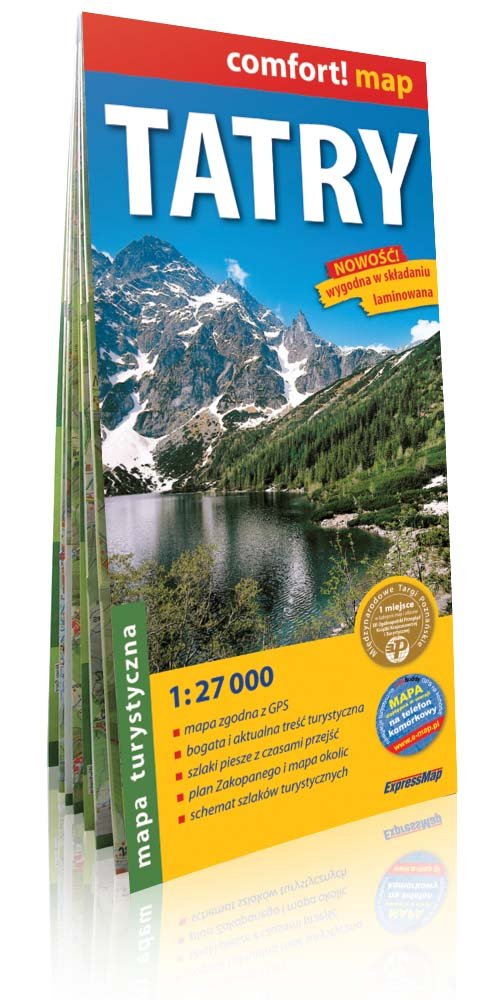 comfort! map
TATRY
NOWOŚĆ!
wygodna w składaniu
laminowana
Międzynarodowe Targi Poznańskie
1 miejsce
1:27 000
mapa zgodna z GPS
bogata i aktualna treść turystyczna
szlaki piesze z czasami przejść
plan Zakopanego i mapa okolic
schemat szlaków turystycznych
MAPA
na telefon
komórkowy
www.e-map.pl
ExpressMap
mapa turystyczna